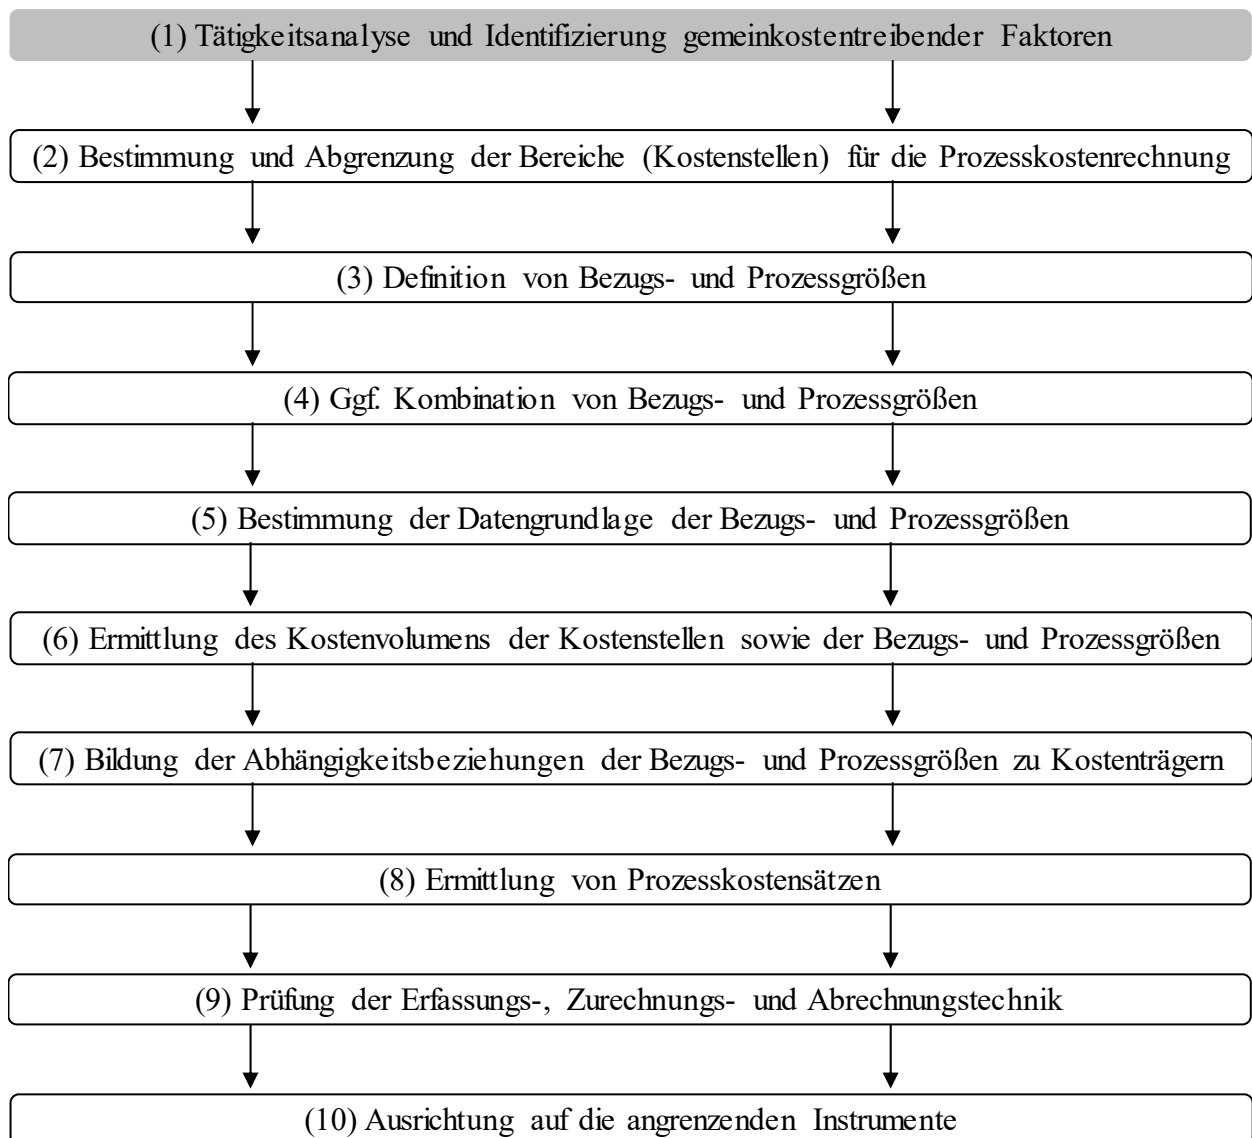 (1) Tätigkeitsanalyse und Identifizierung gemeinkostentreibender Faktoren
(2) Bestimmung und Abgrenzung der Bereiche (Kostenstellen) für die Prozesskostenrechnung
(3) Definition von Bezugs- und Prozessgrößen
(4) Ggf. Kombination von Bezugs- und Prozessgrößen
(5) Bestimmung der Datengrundlage der Bezugs- und Prozessgrößen
(6) Ermittlung des Kostenvolumens der Kostenstellen sowie der Bezugs- und Prozessgrößen
(7) Bildung der Abhängigkeitsbeziehungen der Bezugs- und Prozessgrößen zu Kostenträgern
(8) Ermittlung von Prozesskostensätzen
(9) Prüfung der Erfassungs-, Zurechnungs- und Abrechnungstechnik
(10) Ausrichtung auf die angrenzenden Instrumente